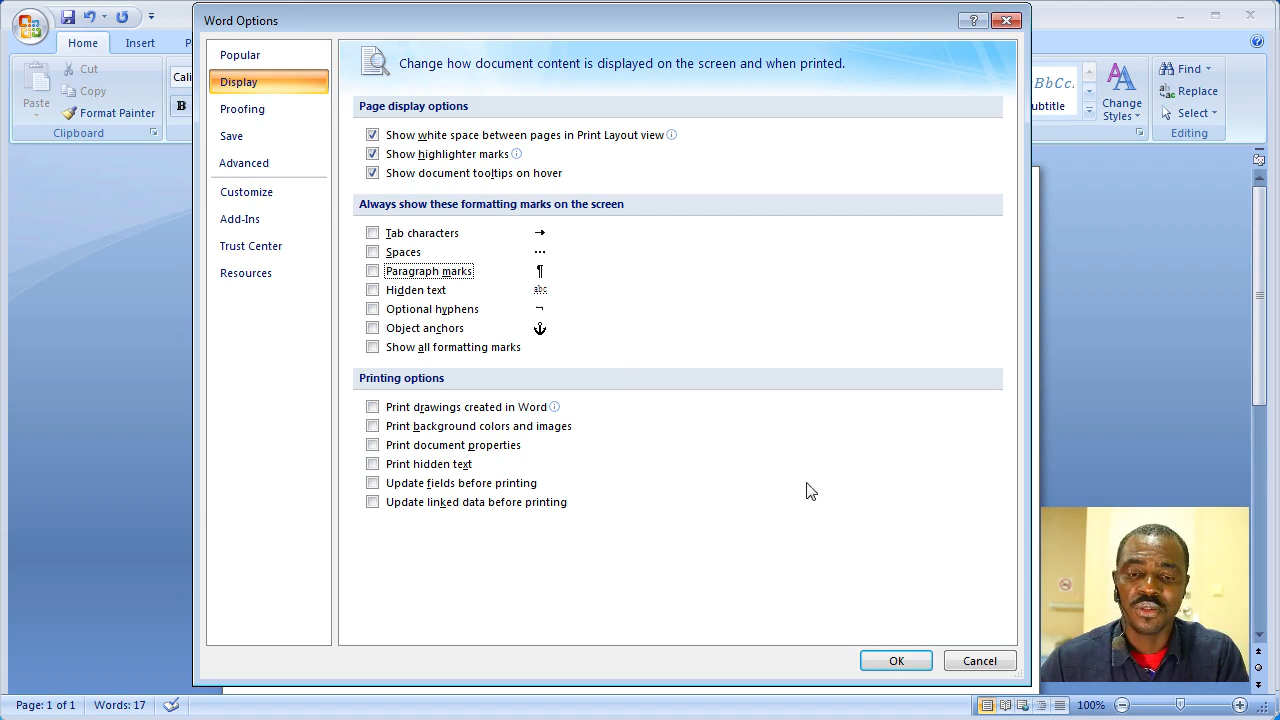 Word Options
Home
Insert
P
Cut
Copy
Paste
Format Painter
Clipboard
Cali
B
Popular
Display
Proofing
Save
Advanced
Customize
Add-Ins
Trust Center
Resources
Change how document content is displayed on the screen and when printed.
Page display options
Show white space between pages in Print Layout view
Show highlighter marks
Show document tooltips on hover
Always show these formatting marks on the screen
Tab characters →
Spaces ...
Paragraph marks ¶
Hidden text abc
Optional hyphens ¬
Object anchors
Show all formatting marks
Printing options
Print drawings created in Word
Print background colors and images
Print document properties
Print hidden text
Update fields before printing
Update linked data before printing
OK
Cancel
BbCc.
ubtitle
Change
Styles
Find
Replace
Select
Editing
Page: 1 of 1
Words: 17
100%